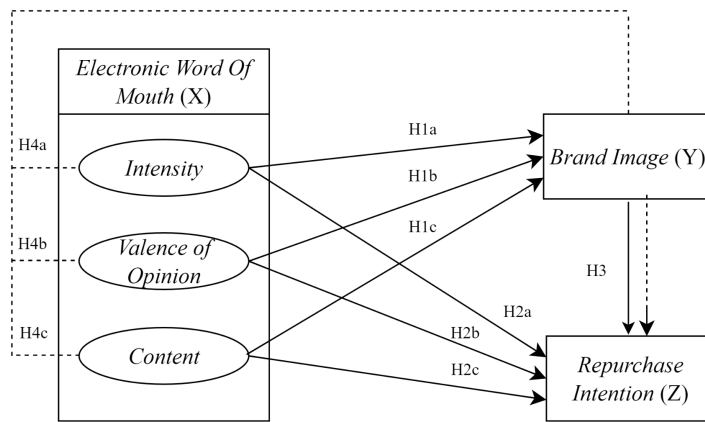 Electronic Word Of
Mouth (X)
H4a
Intensity
H1a
Brand Image (Y)
H1b
H1c
H4b
Valence of
Opinion
H3
H2a
H4c
Content
H2b
H2c
Repurchase
Intention (Z)